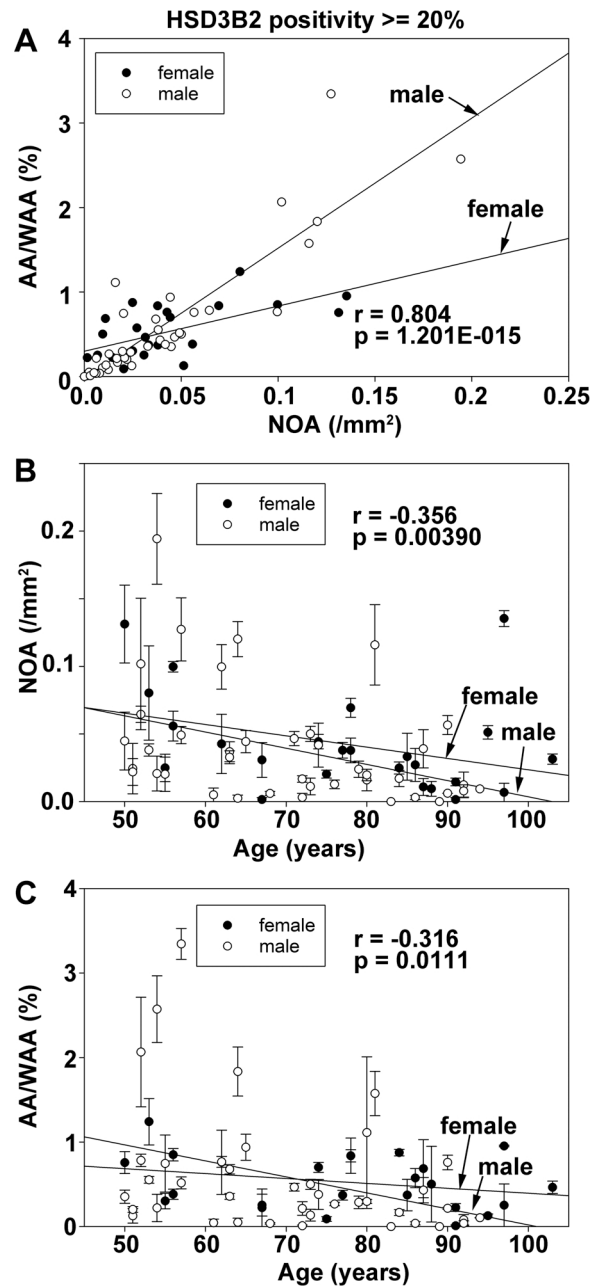 HSD3B2 positivity >= 20%
A
female
male
male
female
r = 0.804
p = 1.201E-015
AA/WAA (%)
4
3
2
1
0
0.0
0.05
0.1
0.15
0.2
0.25
NOA (/mm²)
B
female
male
r = -0.356
p = 0.00390
female
male
NOA (/mm²)
0.2
0.1
0.0
50
60
70
80
90
100
Age (years)
C
female
male
r = -0.316
p = 0.0111
female
male
AA/WAA (%)
4
3
2
1
0
50
60
70
80
90
100
Age (years)